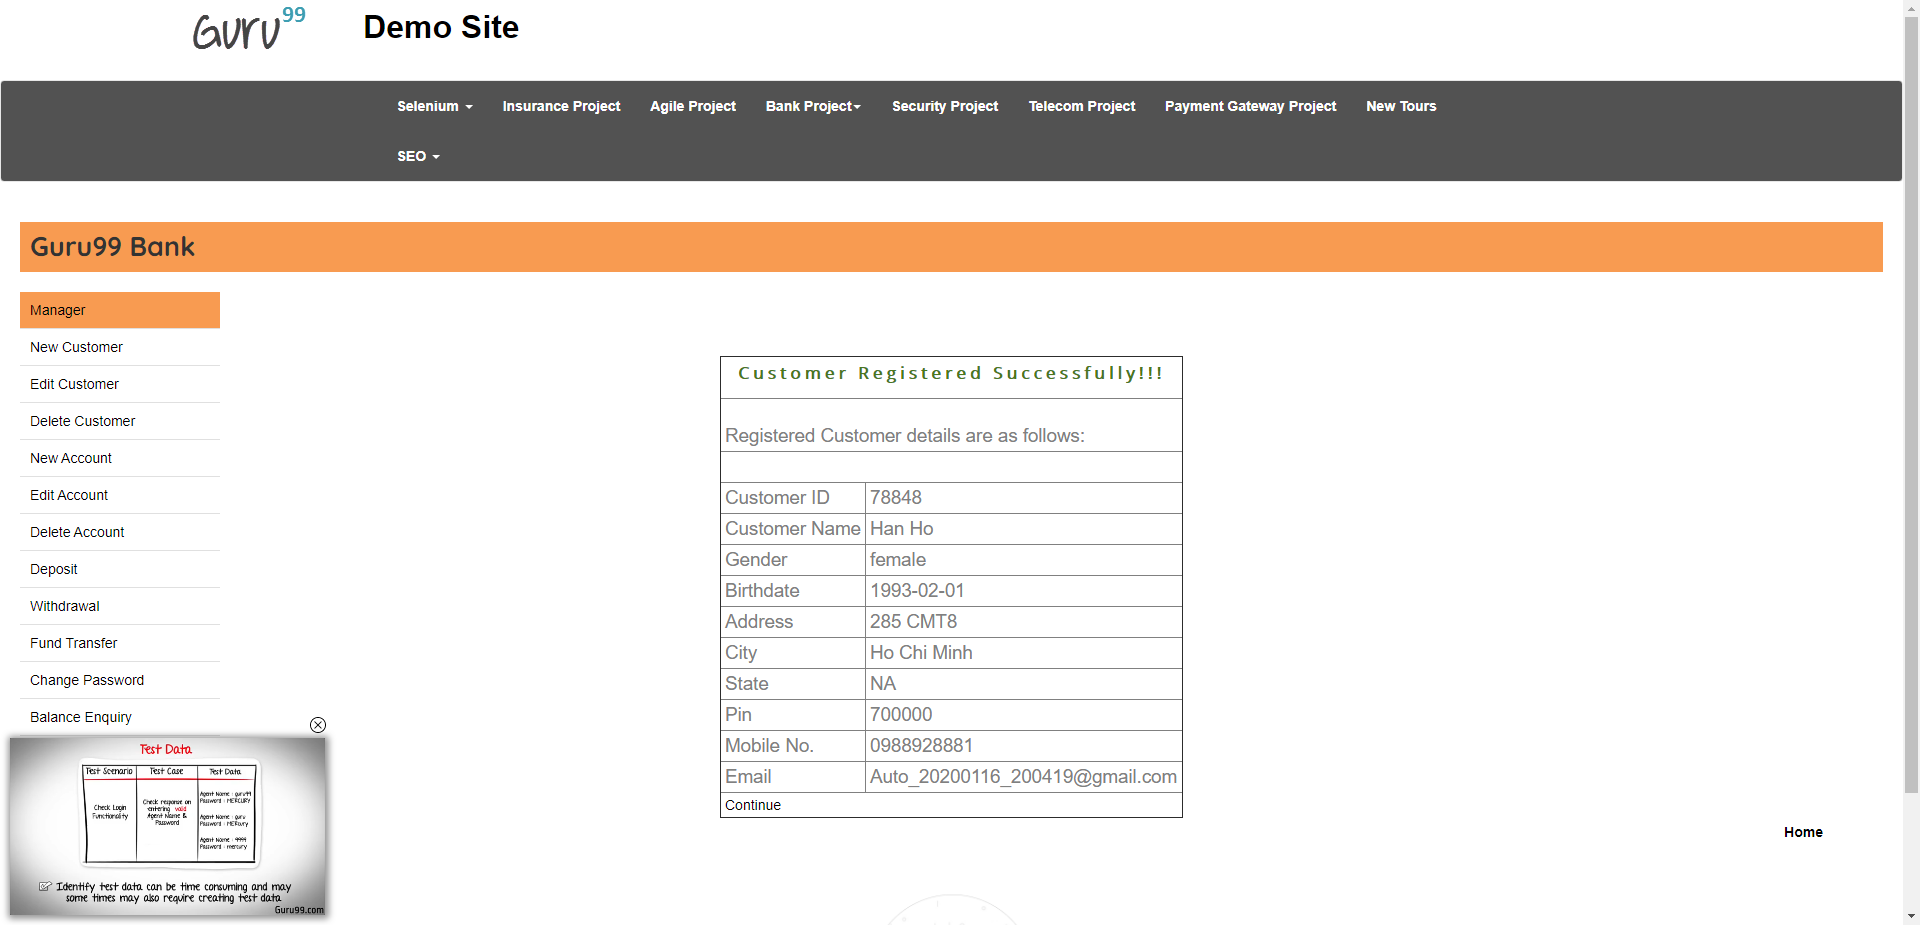 Guru99
Demo Site
Selenium Insurance Project Agile Project Bank Project Security Project Telecom Project Payment Gateway Project New Tours
SEO
Guru99 Bank
Manager
New Customer
Edit Customer
Delete Customer
New Account
Edit Account
Delete Account
Deposit
Withdrawal
Fund Transfer
Change Password
Balance Enquiry
Customer Registered Successfully!!!
Registered Customer details are as follows:
Customer ID 78848
Customer Name Han Ho
Gender female
Birthdate 1993-02-01
Address 285 CMT8
City Ho Chi Minh
State NA
Pin 700000
Mobile No. 0988928881
Email Auto_20200116_200419@gmail.com
Continue
Home
Test Data
Test Scenario Test Case Test Data
Check Login
Functionality
Check response on
entering valid
Agent Name &
Password
Agent Name : guru99
Password : MERCURY
Agent Name : guru
Password : MERcury
Agent Name : 9999
Password : mercury
Identify test data can be time consuming and may
some times may also require creating test data
Guru99.com